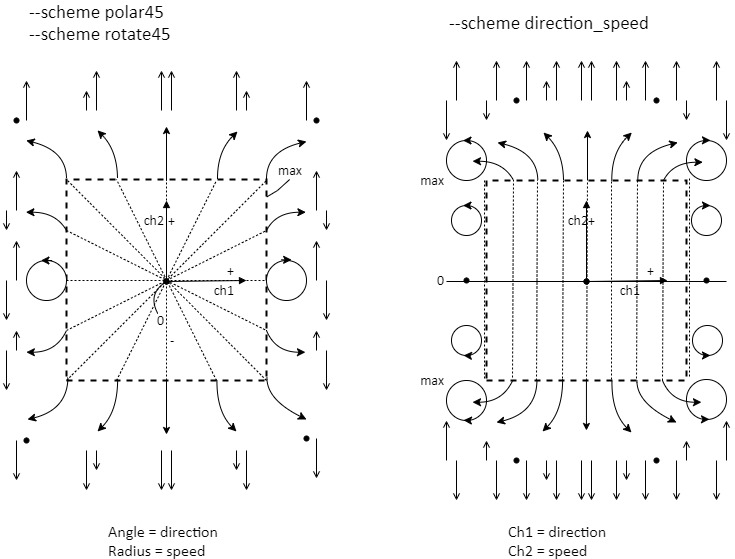 --scheme polar45
--scheme rotate45
max
ch2 +
+
ch1
0
-
Angle = direction
Radius = speed
--scheme direction_speed
max
ch2+
+
0
ch1
max
Ch1 = direction
Ch2 = speed